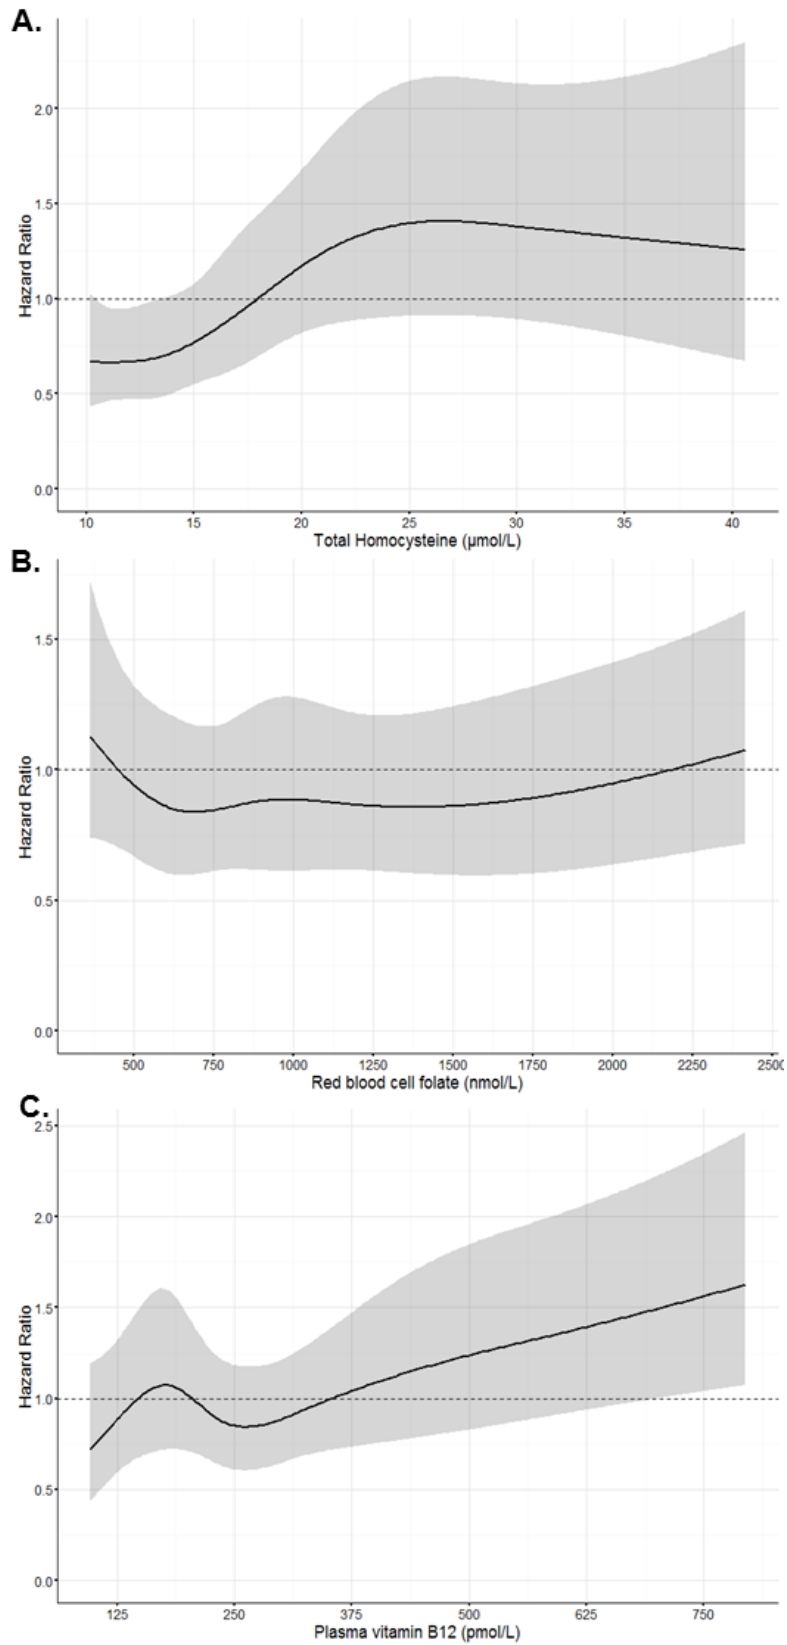 A.
2.0
1.5
1.0
0.5
0.0
Hazard Ratio
10 15 20 25 30 35 40
Total Homocysteine (µmol/L)
B.
1.5
1.0
0.5
0.0
Hazard Ratio
500 750 1000 1250 1500 1750 2000 2250 2500
Red blood cell folate (nmol/L)
C.
2.5
2.0
1.5
1.0
0.5
0.0
Hazard Ratio
125 250 375 500 625 750
Plasma vitamin B12 (pmol/L)